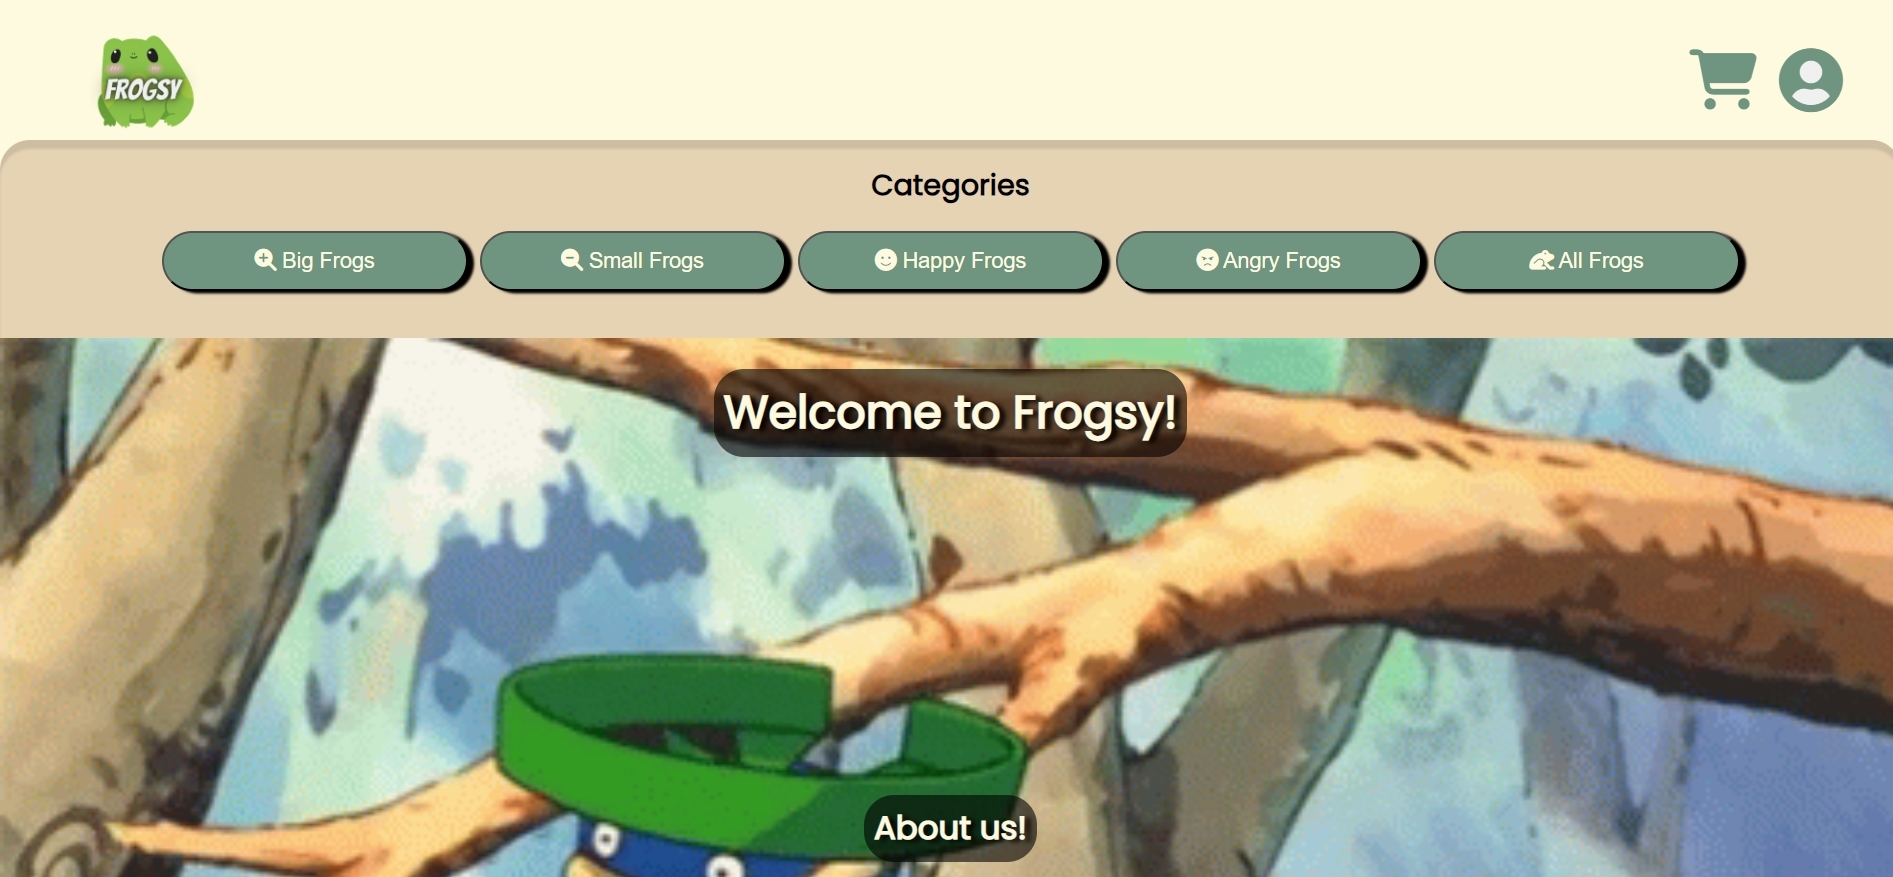 FROGSY
Categories
Big Frogs
Small Frogs
Happy Frogs
Angry Frogs
All Frogs
Welcome to Frogsy!
About us!